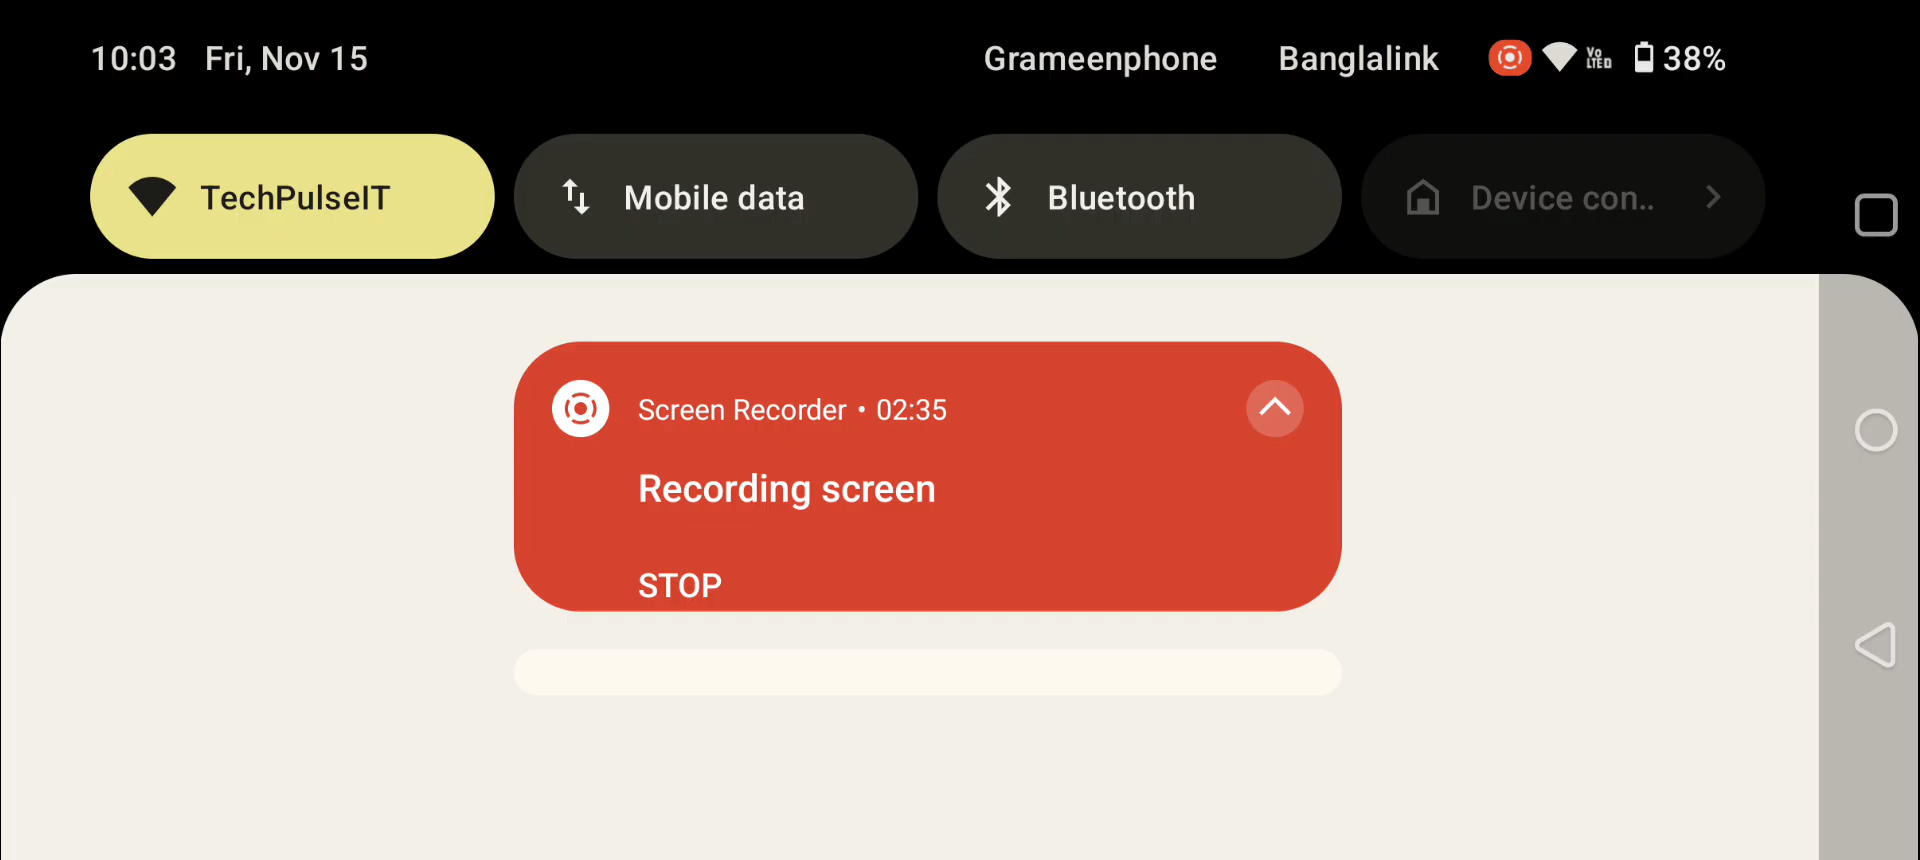 10:03 Fri, Nov 15 Grameenphone Banglalink VoLTED 38%
TechPulseIT Mobile data Bluetooth Device con..
Screen Recorder • 02:35
Recording screen
STOP